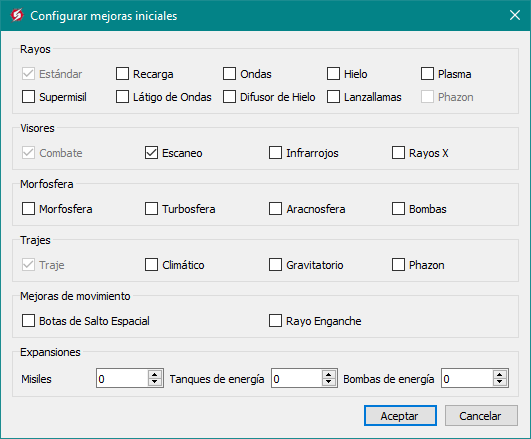 Configurar mejoras iniciales
Rayos
Estándar Recarga Ondas Hielo Plasma
Supermisil Látigo de Ondas Difusor de Hielo Lanzallamas Phazon
Visores
Combate Escaneo Infrarrojos Rayos X
Morfosfera
Morfosfera Turbosfera Aracnosfera Bombas
Trajes
Traje Climático Gravitatorio Phazon
Mejoras de movimiento
Botas de Salto Espacial Rayo Enganche
Expansiones
Misiles 0 Tanques de energía 0 Bombas de energía 0
Aceptar Cancelar